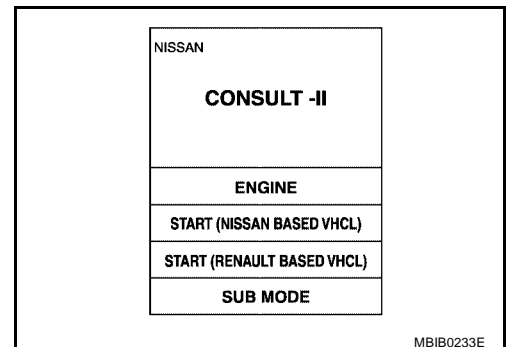 NISSAN
CONSULT -II
ENGINE
START (NISSAN BASED VHCL)
START (RENAULT BASED VHCL)
SUB MODE
MBIB0233E